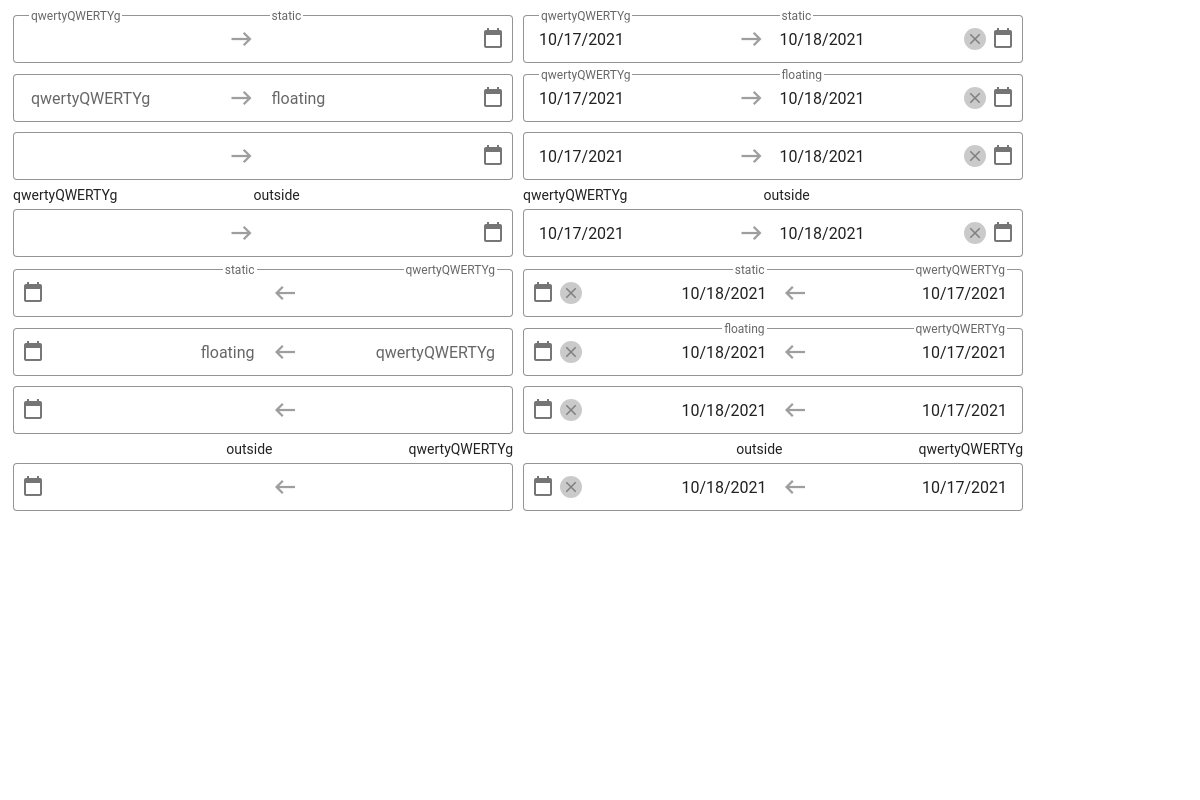 qwertyQWERTYg static qwertyQWERTYg static
10/17/2021 10/18/2021
qwertyQWERTYg floating
qwertyQWERTYg floating 10/17/2021 10/18/2021
10/17/2021 10/18/2021
qwertyQWERTYg outside qwertyQWERTYg outside
10/17/2021 10/18/2021
static qwertyQWERTYg static qwertyQWERTYg
10/18/2021 10/17/2021
floating qwertyQWERTYg
floating qwertyQWERTYg 10/18/2021 10/17/2021
10/18/2021 10/17/2021
outside qwertyQWERTYg outside qwertyQWERTYg
10/18/2021 10/17/2021